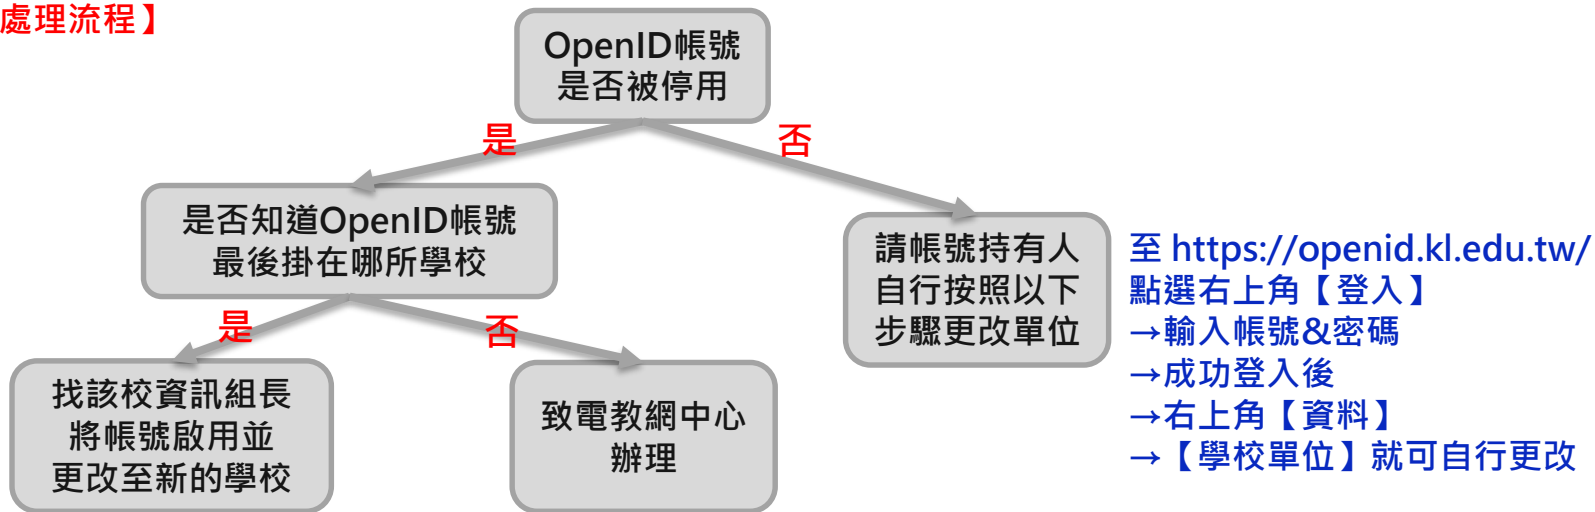 處理流程】
OpenID帳號
是否被停用
是
否
是否知道OpenID帳號
最後掛在哪所學校
請帳號持有人
自行按照以下
步驟更改單位
至 https://openid.kl.edu.tw/
點選右上角【登入】
→輸入帳號&密碼
→成功登入後
→右上角【資料】
→【學校單位】就可自行更改
是
否
找該校資訊組長
將帳號啟用並
更改至新的學校
致電教網中心
辦理